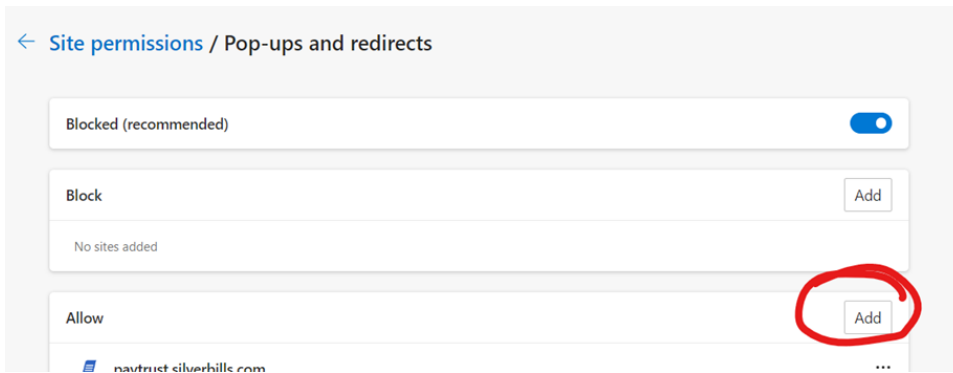 Site permissions / Pop-ups and redirects
Blocked (recommended)
Block Add
No sites added
Allow Add
paytrust.silverbills.com